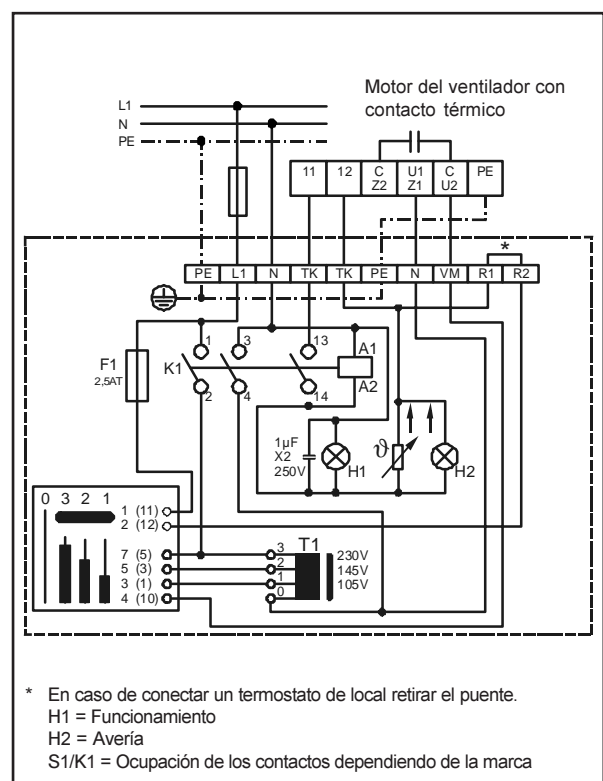 Motor del ventilador con
contacto térmico
L1
N
PE
11 12 C Z2 U1 Z1 C U2 PE
*
PE L1 N TK TK PE N VM R1 R2
1 3 13 A1
F1
2,5AT
K1
2 4 14 A2
1µF
X2
250V
H1
ϑ
H2
0 3 2 1
1 (11)
2 (12)
7 (5)
5 (3)
3 (1)
4 (10)
T1
3 230V
2 145V
1 105V
0
* En caso de conectar un termostato de local retirar el puente.
H1 = Funcionamiento
H2 = Avería
S1/K1 = Ocupación de los contactos dependiendo de la marca